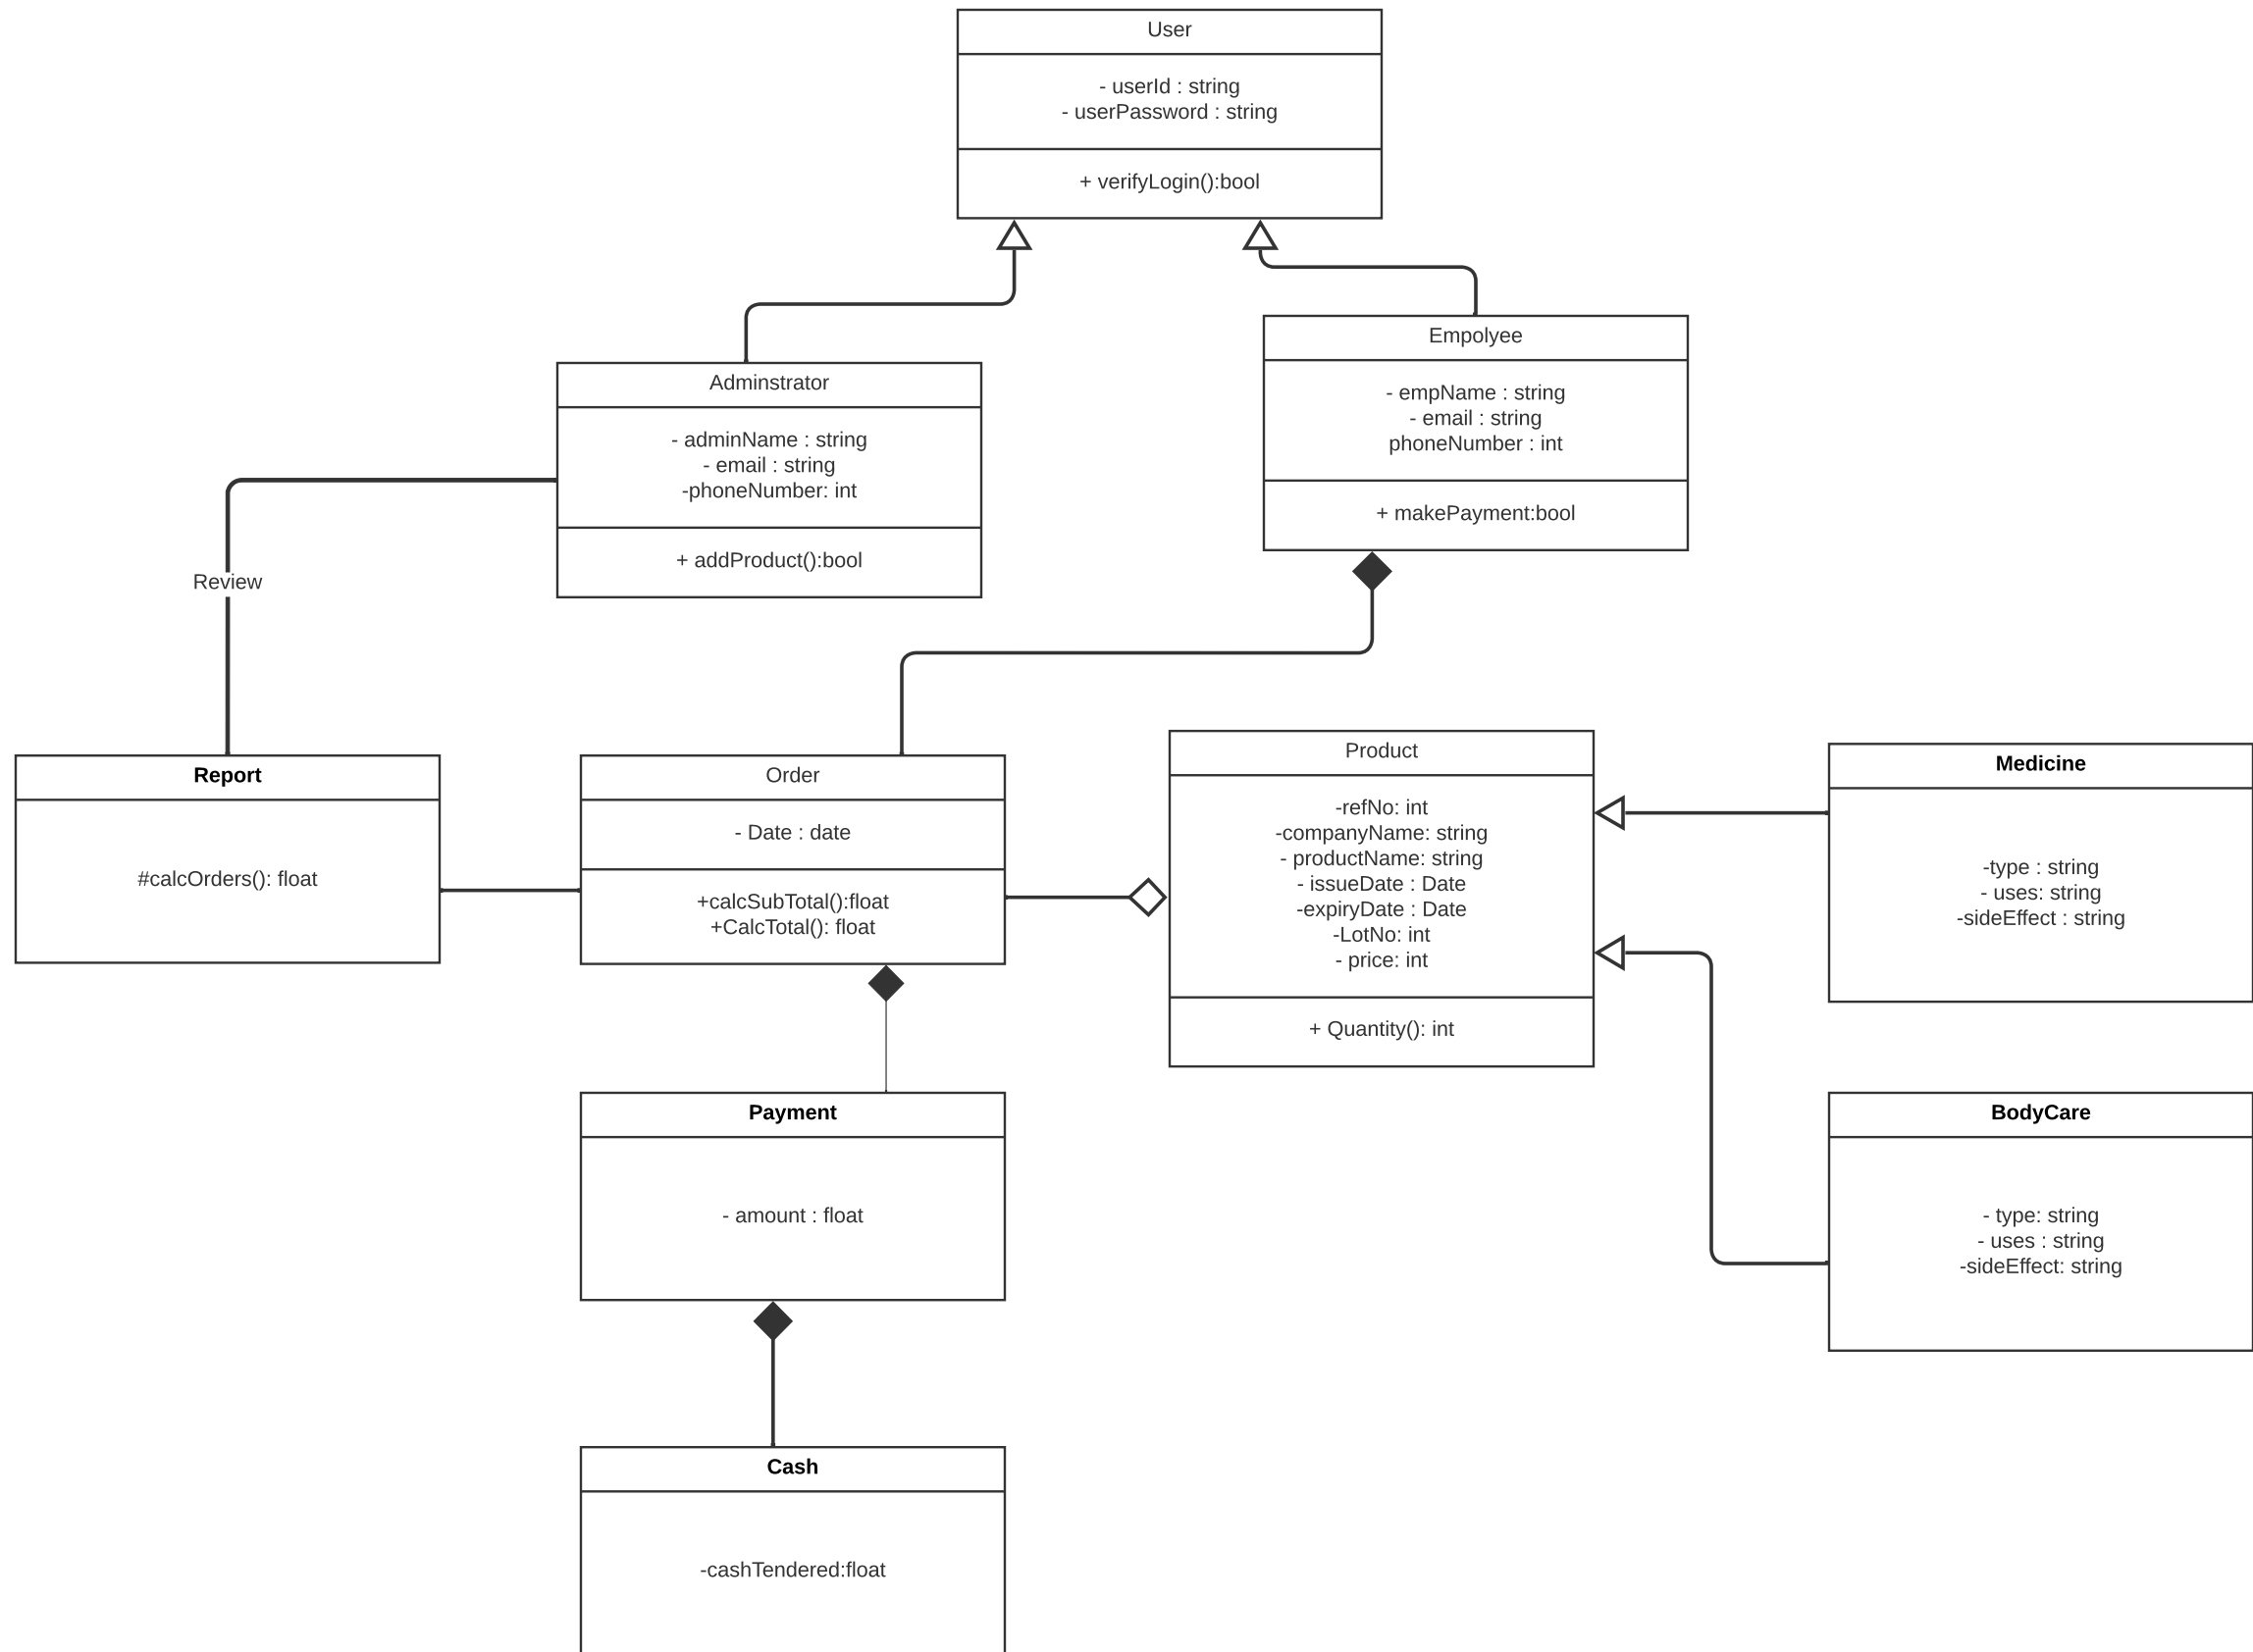 User
- userId : string
- userPassword : string
+ verifyLogin():bool
Adminstrator
- adminName : string
- email : string
-phoneNumber: int
+ addProduct():bool
Empolyee
- empName : string
- email : string
phoneNumber : int
+ makePayment:bool
Review
Report
#calcOrders(): float
Order
- Date : date
+calcSubTotal():float
+CalcTotal(): float
Product
-refNo: int
-companyName: string
- productName: string
- issueDate : Date
-expiryDate : Date
-LotNo: int
- price: int
+ Quantity(): int
Medicine
-type : string
- uses: string
-sideEffect : string
Payment
- amount : float
BodyCare
- type: string
- uses : string
-sideEffect: string
Cash
-cashTendered:float